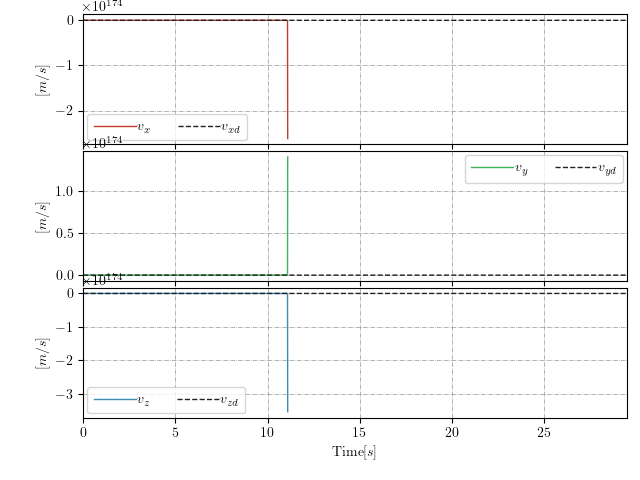 ×10^174
0
−1
−2
[m/s]
v_x v_xd
×10^174
1.0
0.5
0.0
[m/s]
v_y v_yd
×10^174
0
−1
−2
−3
[m/s]
v_z v_zd
0 5 10 15 20 25
Time[s]